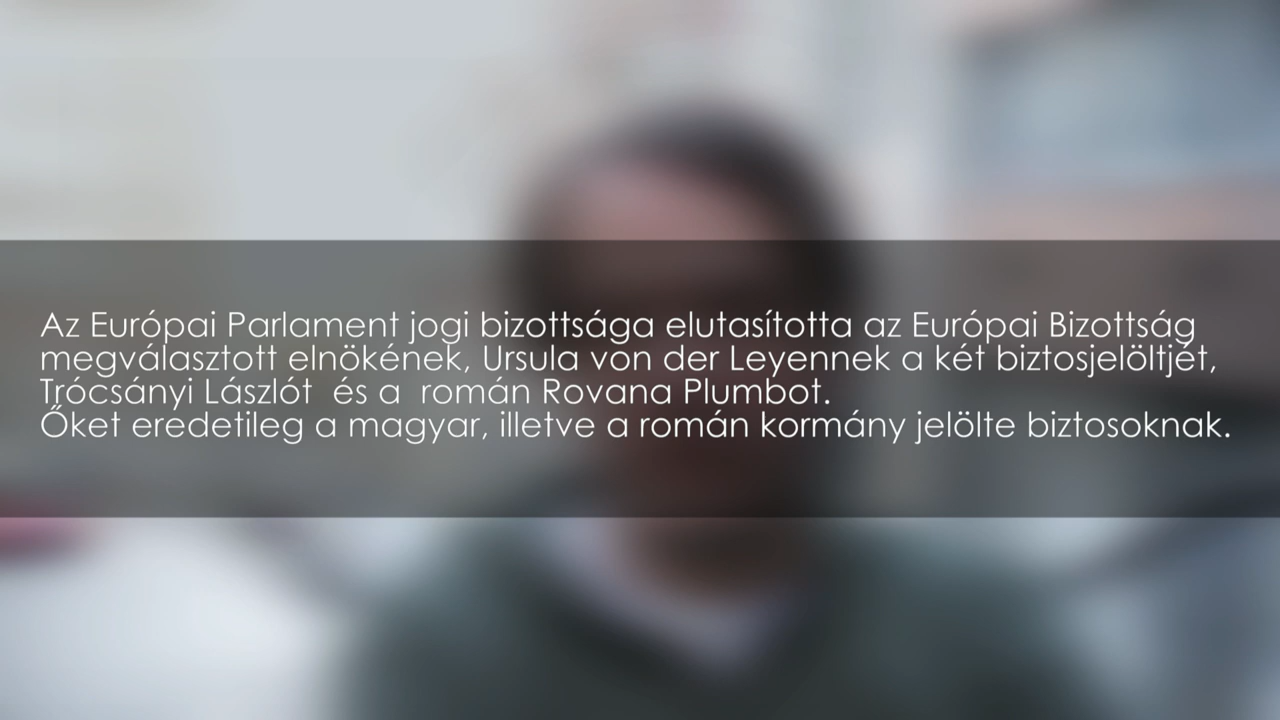 Az Európai Parlament jogi bizottsága elutasította az Európai Bizottság
megválasztott elnökének, Ursula von der Leyennek a két biztosjelöltjét,
Trócsányi Lászlót és a román Rovana Plumbot.
Őket eredetileg a magyar, illetve a román kormány jelölte biztosoknak.